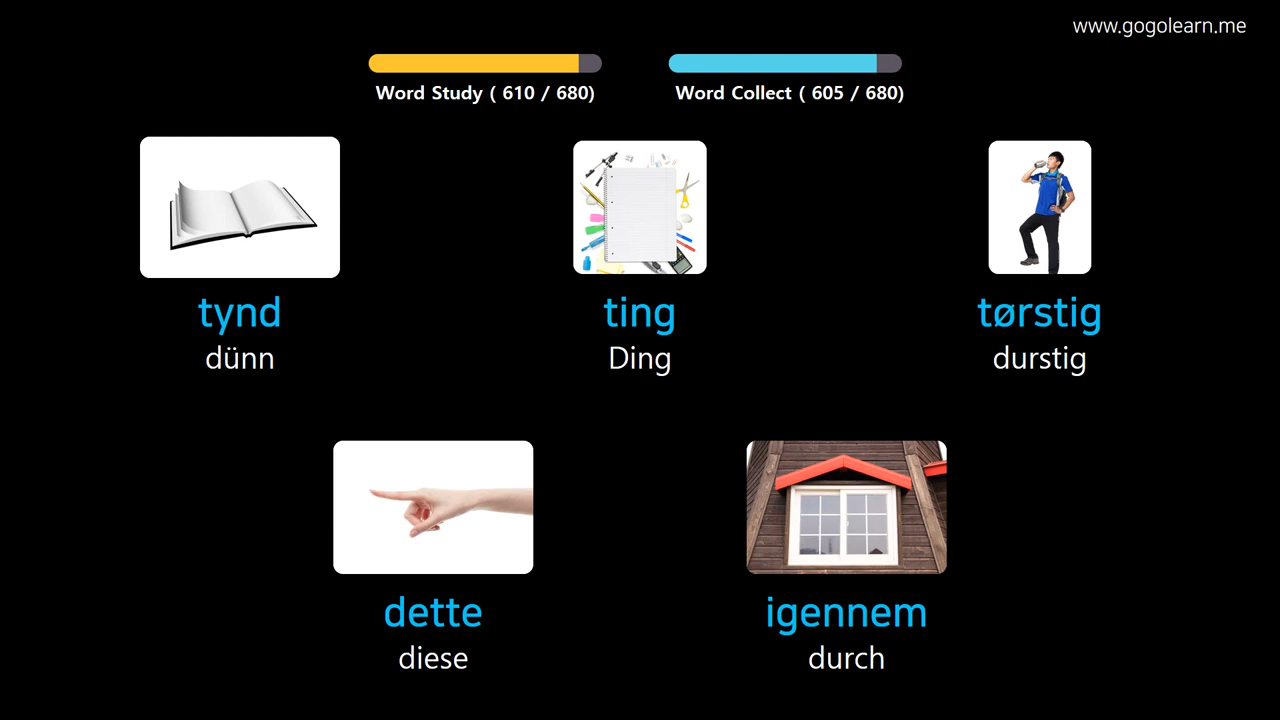 www.gogolearn.me
Word Study ( 610 / 680)
Word Collect ( 605 / 680)
tynd
dünn
ting
Ding
tørstig
durstig
dette
diese
igennem
durch